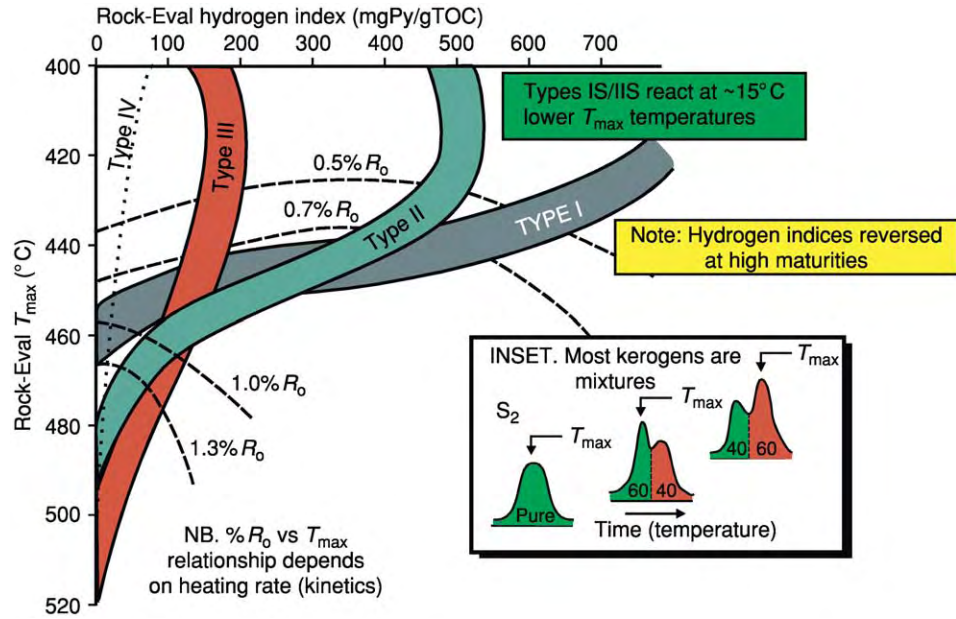 Rock-Eval hydrogen index (mgPy/gTOC)
0 100 200 300 400 500 600 700
400
420
440
460
480
500
520
Rock-Eval Tmax (°C)
Type IV
Type III
Type II
TYPE I
0.5% Ro
0.7% Ro
1.0% Ro
1.3% Ro
Types IS/IIS react at ~15°C
lower Tmax temperatures
Note: Hydrogen indices reversed
at high maturities
NB. % Ro vs Tmax
relationship depends
on heating rate (kinetics)
INSET. Most kerogens are
mixtures
S2
Tmax
Pure
Tmax
60 40
Tmax
40 60
Time (temperature)